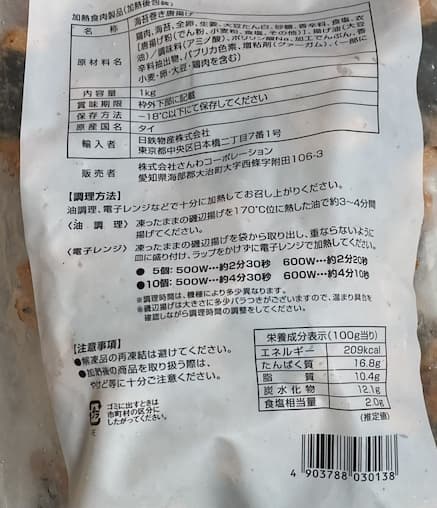 加熱食肉製品(加熱後包装)
名称 海苔巻き唐揚げ
原材料名 鶏肉、海苔、全卵、生姜、大豆たん白、砂糖、香辛料、食塩、衣
(唐揚げ粉(でん粉、小麦粉、食塩、その他))、揚げ油(大豆
油)/調味料(アミノ酸)、ポリリン酸Na、加工でんぷん、香
辛料抽出物、パプリカ色素、増粘剤(グァーガム)、(一部に
小麦・卵・大豆・鶏肉を含む)
内容量 1kg
賞味期限 枠外下部に記載
保存方法 -18℃以下にて保存してください
原産国名 タイ
輸入者 日鉄物産株式会社
東京都中央区日本橋二丁目7番1号
販売者 株式会社さんわコーポレーション
愛知県海部郡大治町大字西條字附田106-3
【調理方法】
油調理、電子レンジなどで十分に加熱してお召し上がりください。
〈油調理〉 凍ったままの磯辺揚げを170℃位に熱した油で約3~4分間
揚げてください。
〈電子レンジ〉 凍ったままの磯辺揚げを袋から取り出し、重ならないように
皿に盛り付け、ラップをかけずに電子レンジで加熱してください。
●5個:500W…約2分30秒 600W…約2分20秒
●10個:500W…約4分30秒 600W…約4分10秒
※調理時間は、機種により多少異なります。
※磯辺揚げは大きさに多少バラつきがございますので、温まり具合を
確認しながら調理時間の調整をしてください。
【注意事項】
●解凍品の再凍結は避けてください。
●加熱後の商品を取り扱う際は、
やけど等に十分ご注意ください。
プラ
ゴミに出すときは
市町村の区分に
したがってください。
栄養成分表示(100g当り)
エネルギー 209kcal
たんぱく質 16.8g
脂質 10.4g
炭水化物 12.1g
食塩相当量 2.0g
(推定値)
4 903788 030138